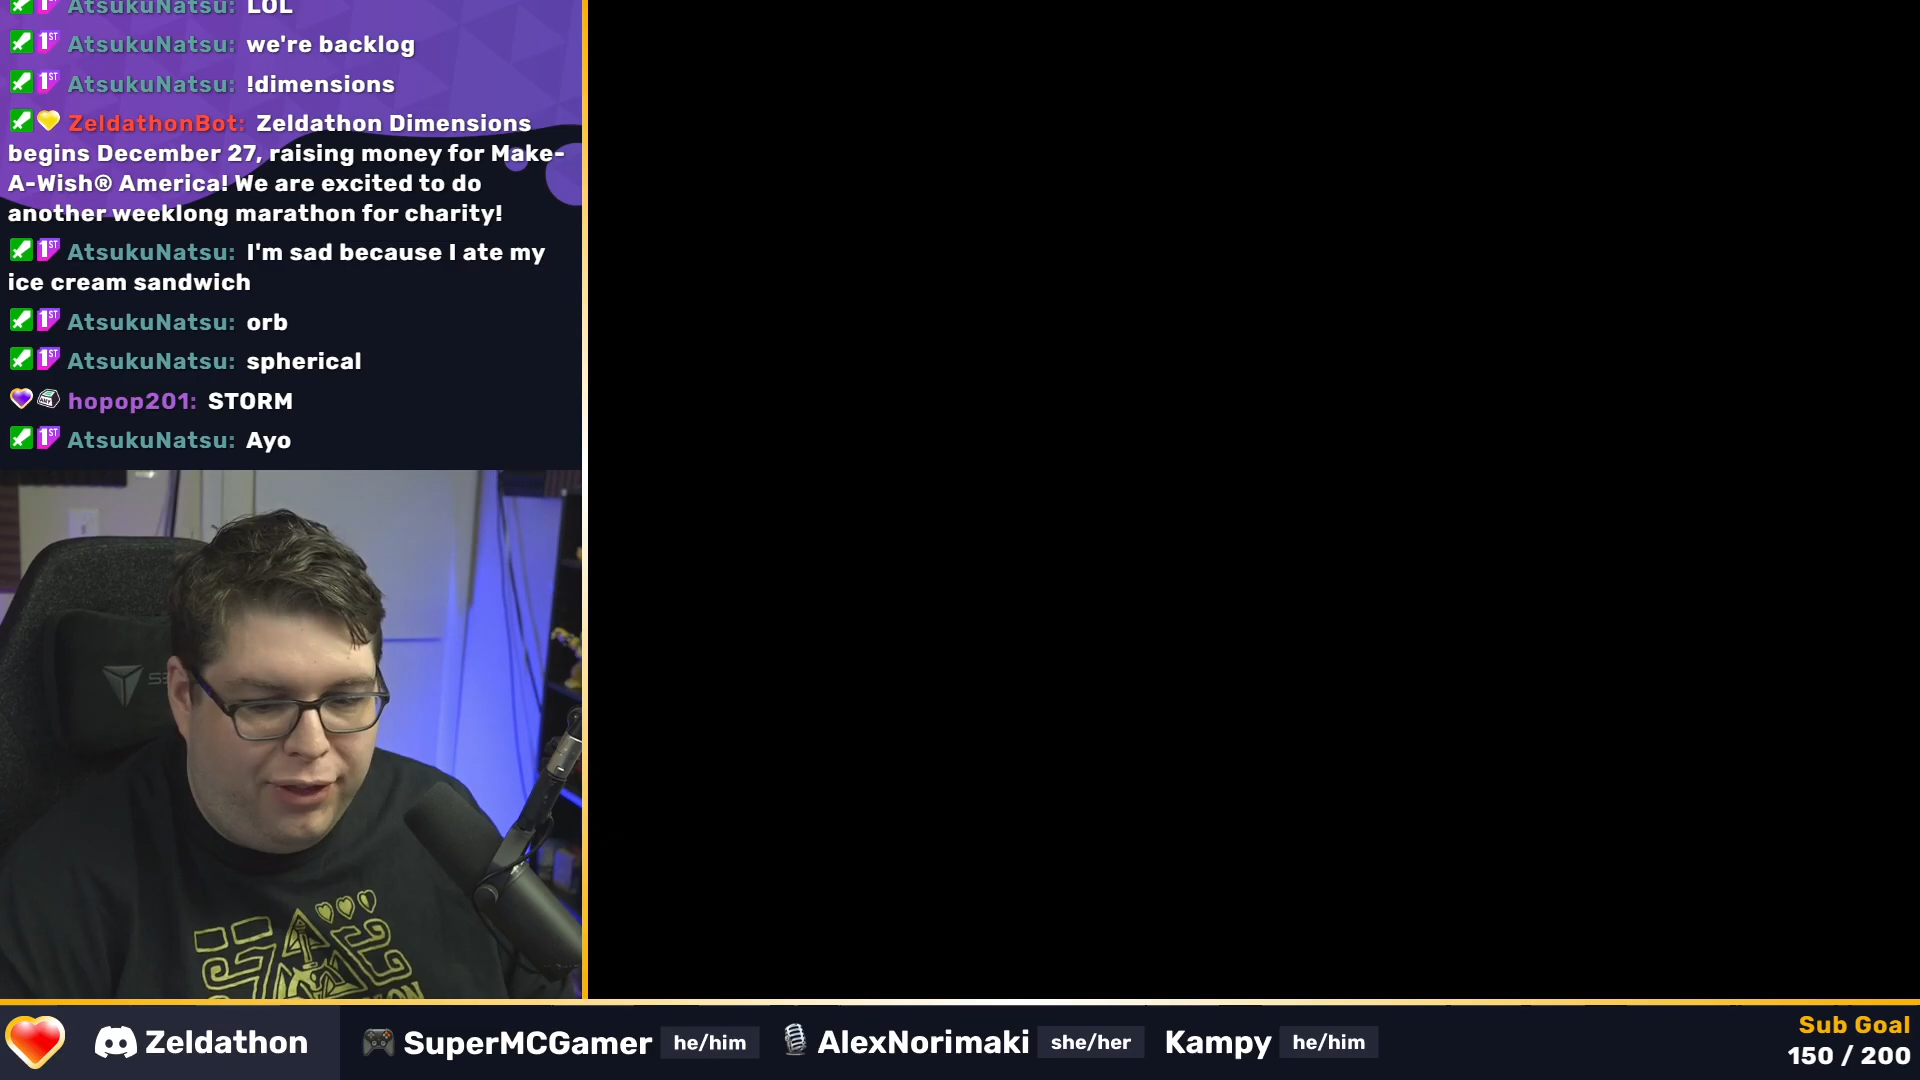 AtsukuNatsu: LOL
AtsukuNatsu: we're backlog
AtsukuNatsu: !dimensions
ZeldathonBot: Zeldathon Dimensions
begins December 27, raising money for Make-
A-Wish® America! We are excited to do
another weeklong marathon for charity!
AtsukuNatsu: I'm sad because I ate my
ice cream sandwich
AtsukuNatsu: orb
AtsukuNatsu: spherical
hopop201: STORM
AtsukuNatsu: Ayo
Zeldathon
SuperMCGamer he/him
AlexNorimaki she/her
Kampy he/him
Sub Goal
150 / 200